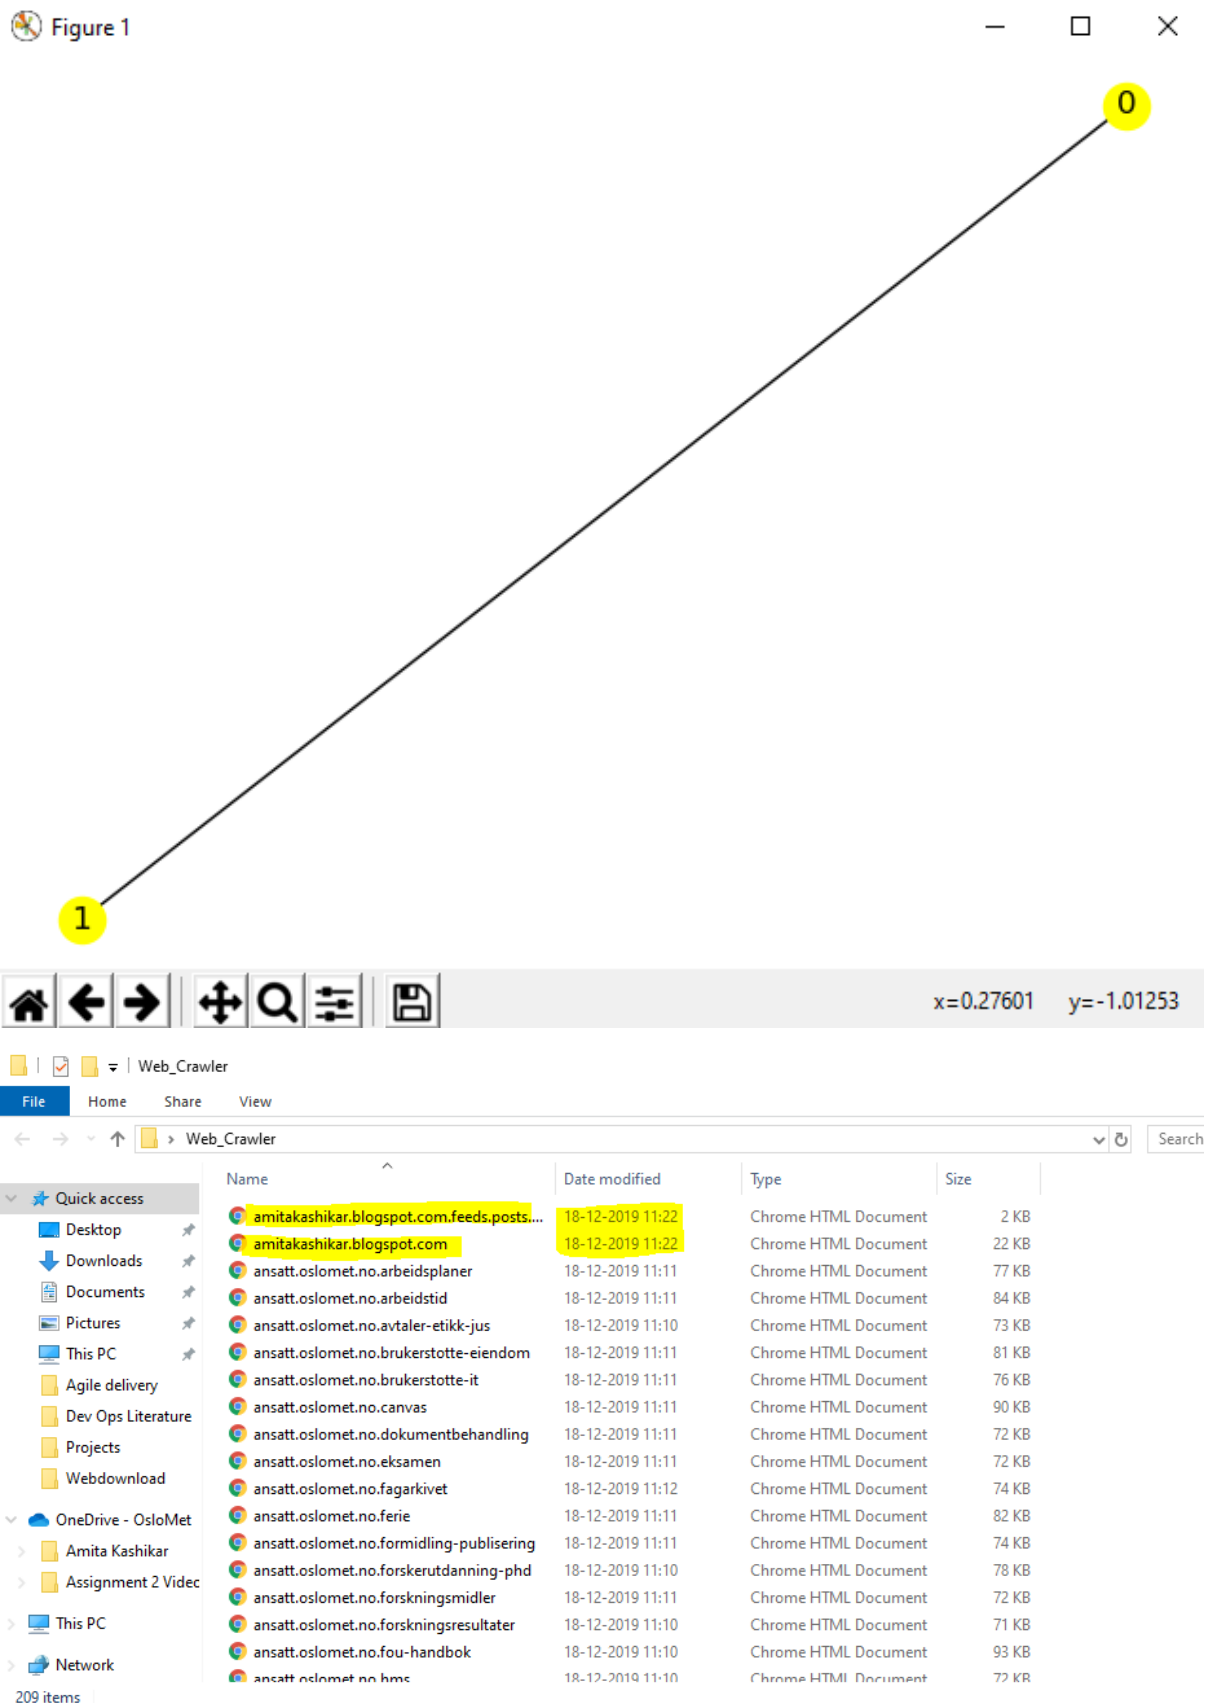 Figure 1
0
1
x=0.27601 y=-1.01253
Web_Crawler
File Home Share View
Web_Crawler Search
Name Date modified Type Size
Quick access
Desktop
Downloads
Documents
Pictures
This PC
Agile delivery
Dev Ops Literature
Projects
Webdownload
OneDrive - OsloMet
Amita Kashikar
Assignment 2 Videc
This PC
Network
amitakashikar.blogspot.com.feeds.posts.... 18-12-2019 11:22 Chrome HTML Document 2 KB
amitakashikar.blogspot.com 18-12-2019 11:22 Chrome HTML Document 22 KB
ansatt.oslomet.no.arbeidsplaner 18-12-2019 11:11 Chrome HTML Document 77 KB
ansatt.oslomet.no.arbeidstid 18-12-2019 11:11 Chrome HTML Document 84 KB
ansatt.oslomet.no.avtaler-etikk-jus 18-12-2019 11:10 Chrome HTML Document 73 KB
ansatt.oslomet.no.brukerstotte-eiendom 18-12-2019 11:11 Chrome HTML Document 81 KB
ansatt.oslomet.no.brukerstotte-it 18-12-2019 11:11 Chrome HTML Document 76 KB
ansatt.oslomet.no.canvas 18-12-2019 11:11 Chrome HTML Document 90 KB
ansatt.oslomet.no.dokumentbehandling 18-12-2019 11:11 Chrome HTML Document 72 KB
ansatt.oslomet.no.eksamen 18-12-2019 11:11 Chrome HTML Document 72 KB
ansatt.oslomet.no.fagarkivet 18-12-2019 11:12 Chrome HTML Document 74 KB
ansatt.oslomet.no.ferie 18-12-2019 11:11 Chrome HTML Document 82 KB
ansatt.oslomet.no.formidling-publisering 18-12-2019 11:11 Chrome HTML Document 74 KB
ansatt.oslomet.no.forskerutdanning-phd 18-12-2019 11:10 Chrome HTML Document 78 KB
ansatt.oslomet.no.forskningsmidler 18-12-2019 11:11 Chrome HTML Document 72 KB
ansatt.oslomet.no.forskningsresultater 18-12-2019 11:10 Chrome HTML Document 71 KB
ansatt.oslomet.no.fou-handbok 18-12-2019 11:10 Chrome HTML Document 93 KB
ansatt.oslomet.no.hms 18-12-2019 11:10 Chrome HTML Document 72 KB
209 items